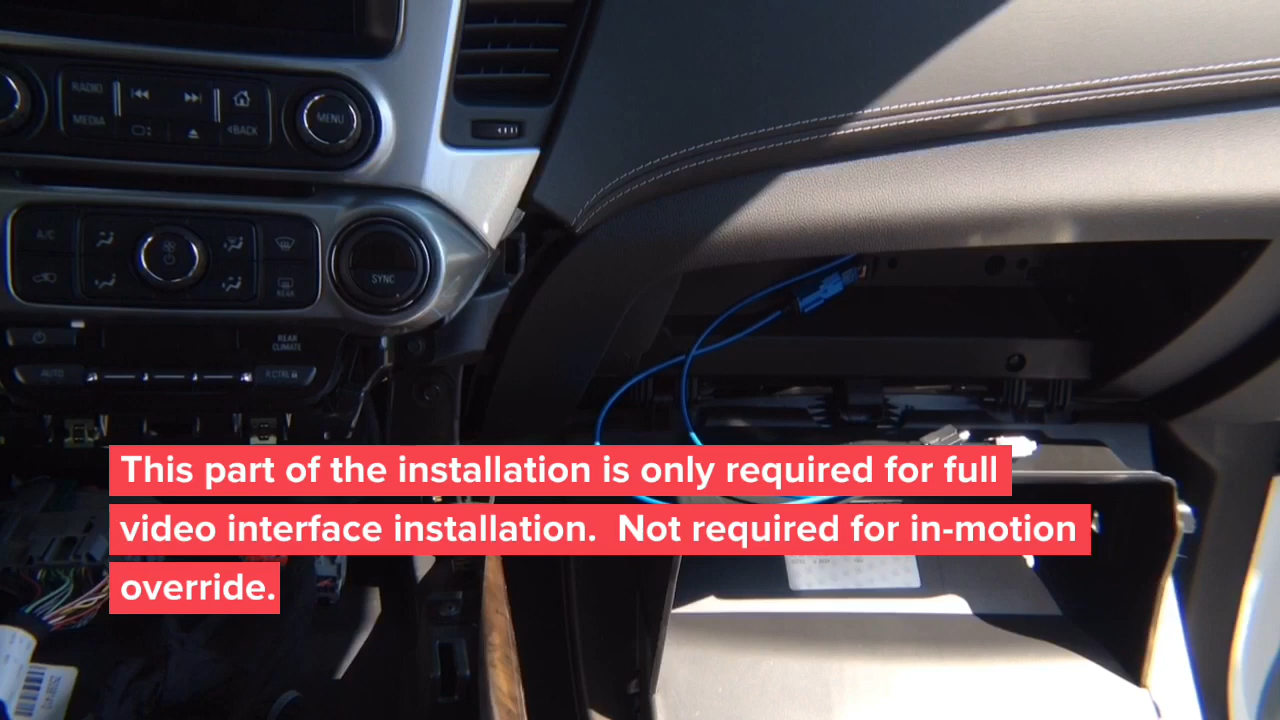 RADIO
MEDIA
BACK
MENU
A/C
SYNC
REAR
REAR
CLIMATE
AUTO
CTRL
This part of the installation is only required for full
video interface installation.  Not required for in-motion
override.